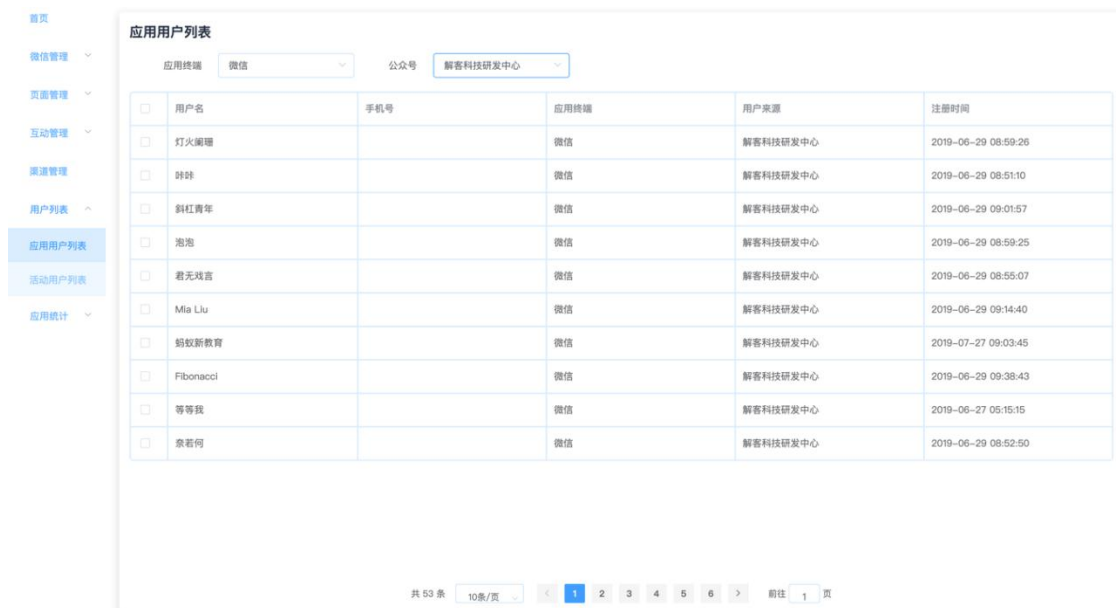 首页
微信管理
页面管理
互动管理
渠道管理
用户列表
应用用户列表
活动用户列表
应用统计
应用用户列表
应用终端 微信 公众号 解客科技研发中心
用户名 手机号 应用终端 用户来源 注册时间
灯火阑珊 微信 解客科技研发中心 2019-06-29 08:59:26
咔咔 微信 解客科技研发中心 2019-06-29 08:51:10
斜杠青年 微信 解客科技研发中心 2019-06-29 09:01:57
泡泡 微信 解客科技研发中心 2019-06-29 08:59:25
君无戏言 微信 解客科技研发中心 2019-06-29 08:55:07
Mia Liu 微信 解客科技研发中心 2019-06-29 09:14:40
蚂蚁新教育 微信 解客科技研发中心 2019-07-27 09:03:45
Fibonacci 微信 解客科技研发中心 2019-06-29 09:38:43
等等我 微信 解客科技研发中心 2019-06-27 05:15:15
奈若何 微信 解客科技研发中心 2019-06-29 08:52:50
共 53 条 10条/页 1 2 3 4 5 6 前往 1 页